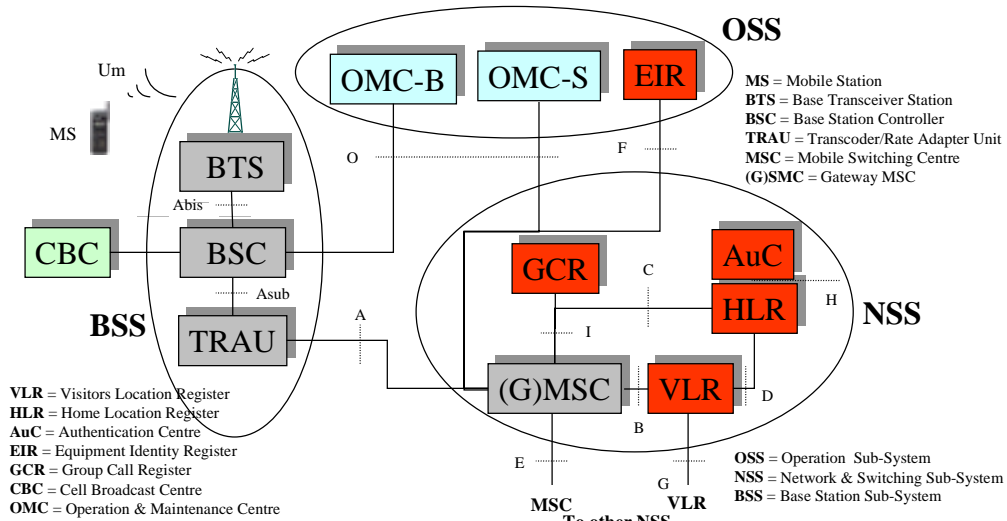 OSS
OMC-B
OMC-S
EIR
Um
MS
MS = Mobile Station
BTS = Base Transceiver Station
BSC = Base Station Controller
TRAU = Transcoder/Rate Adapter Unit
MSC = Mobile Switching Centre
(G)SMC = Gateway MSC
O
F
BTS
Abis
CBC
BSC
GCR
AuC
C
H
Asub
HLR
NSS
BSS
A
I
TRAU
(G)MSC
VLR
D
B
VLR = Visitors Location Register
HLR = Home Location Register
AuC = Authentication Centre
EIR = Equipment Identity Register
GCR = Group Call Register
CBC = Cell Broadcast Centre
OMC = Operation & Maintenance Centre
E
G
MSC
VLR
To other NSS
OSS = Operation Sub-System
NSS = Network & Switching Sub-System
BSS = Base Station Sub-System